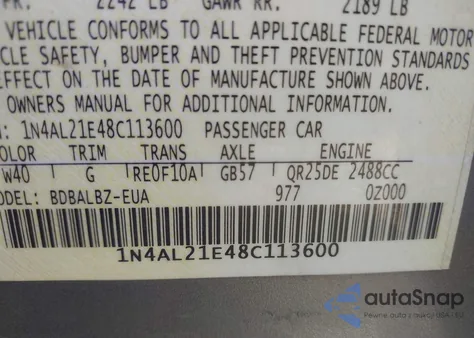 FR. 2242 LB GAWR RR. 2189 LB
VEHICLE CONFORMS TO ALL APPLICABLE FEDERAL MOTOR
SAFETY, BUMPER AND THEFT PREVENTION STANDARDS
EFFECT ON THE DATE OF MANUFACTURE SHOWN ABOVE.
OWNERS MANUAL FOR ADDITIONAL INFORMATION.
: 1N4AL21E48C113600 PASSENGER CAR
OLOR TRIM TRANS AXLE ENGINE
W40 G RE0F10A GB57 QR25DE 2488CC
MODEL: BDBALBZ-EUA 977 0Z000
1N4AL21E48C113600
autoSnap